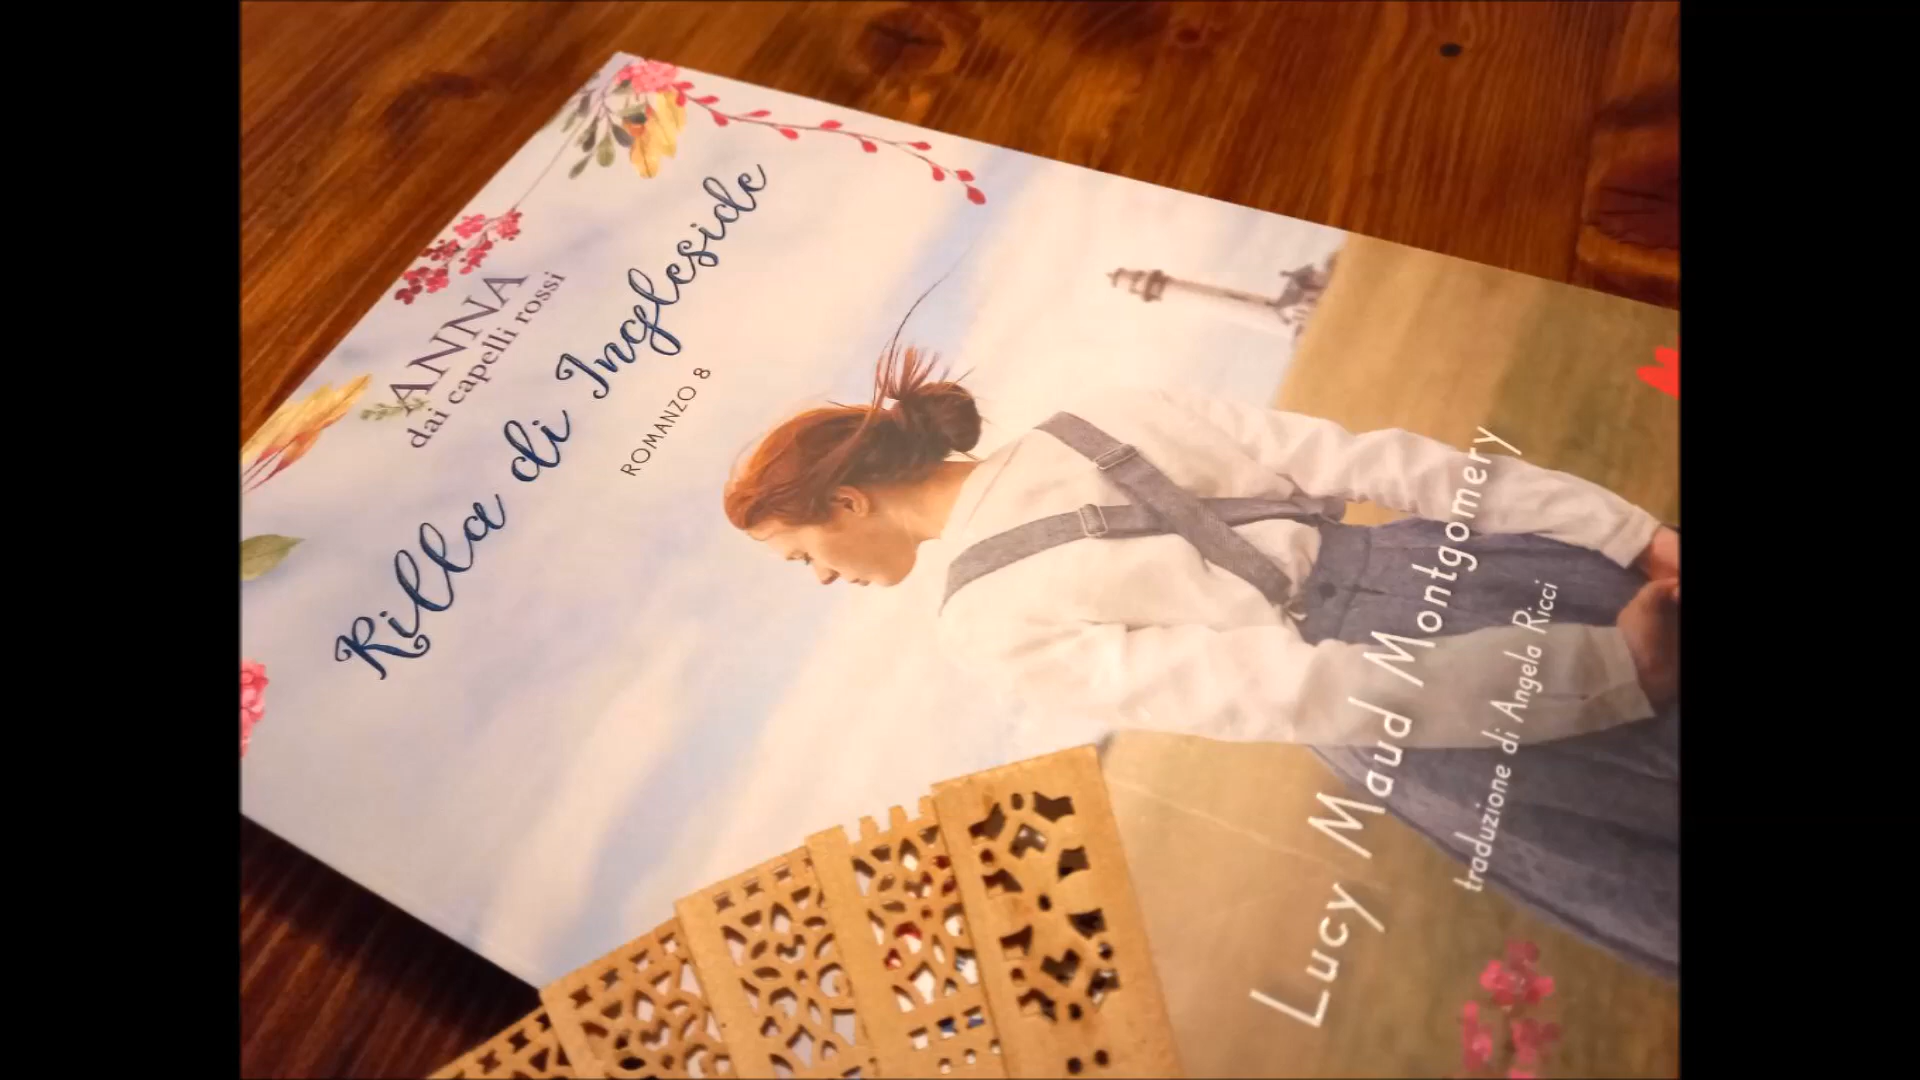 ANNA
dai capelli rossi
Rilla di Ingleside
ROMANZO 8
Lucy Maud Montgomery
traduzione di Angela Ricci